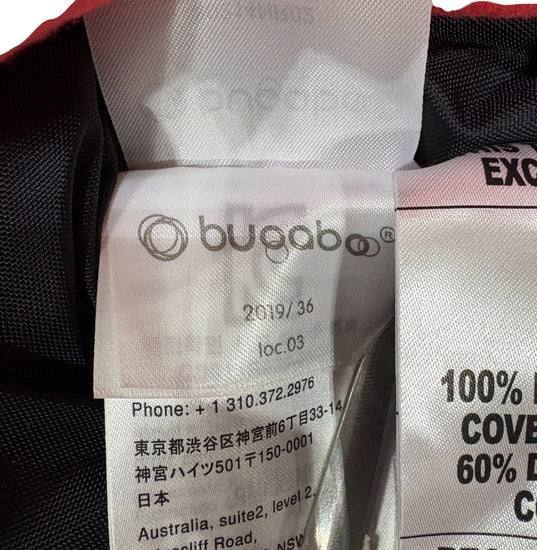 bugaboo®
2019/36
loc.03
Phone: + 1 310.372.2976
東京都渋谷区神宮前6丁目33-14
神宮ハイツ501〒150-0001
日本
Australia, suite2, level 2,
Road,
NSW
EXC
100%
COVE
60% D
CO